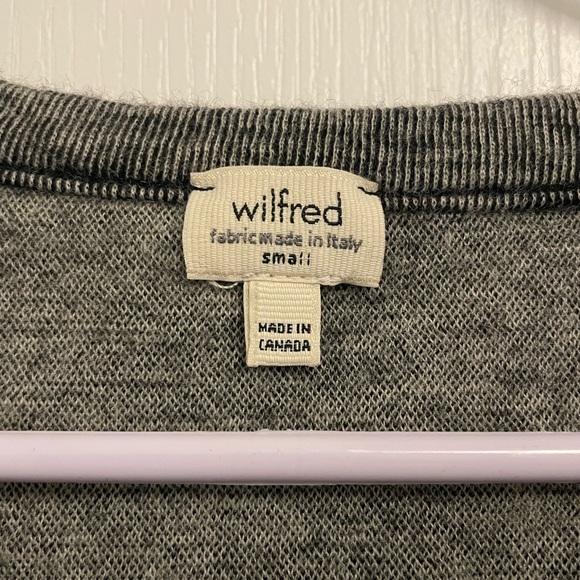 wilfred
fabric made in italy
small
MADE IN
CANADA